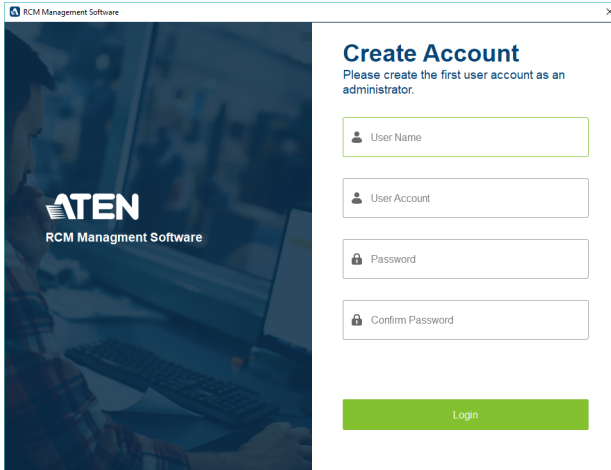 RCM Management Software
ATEN
RCM Managment Software
Create Account
Please create the first user account as an
administrator.
User Name
User Account
Password
Confirm Password
Login